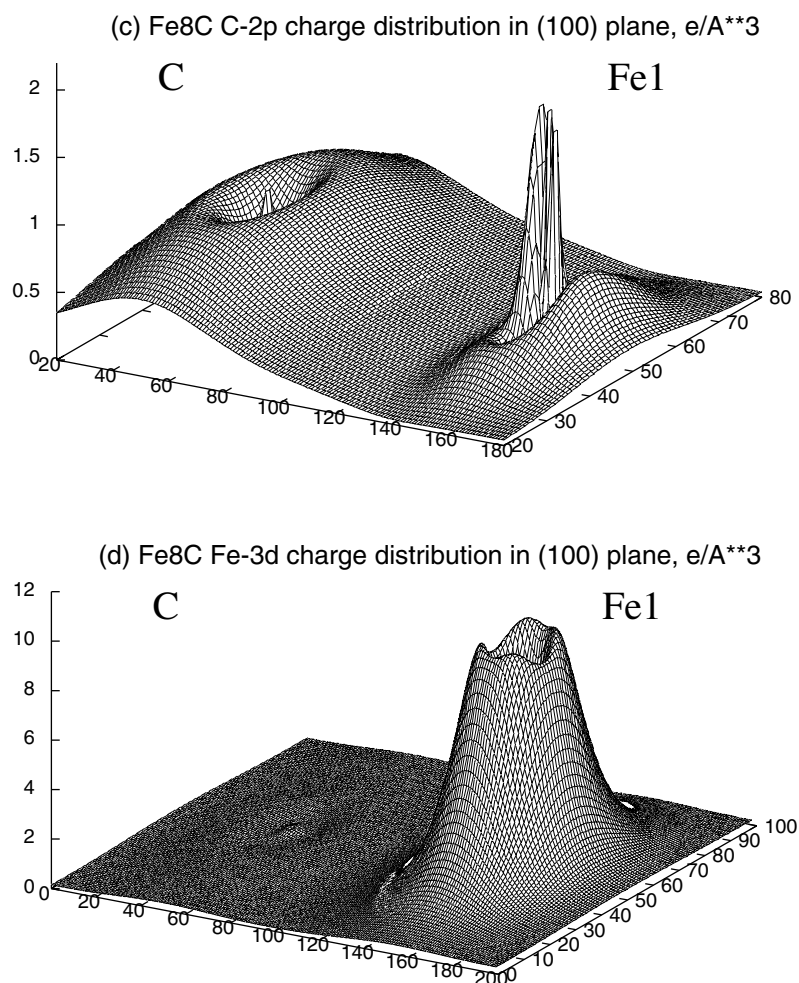 (c) Fe8C C-2p charge distribution in (100) plane, e/A**3
C Fe1
2
1.5
1
0.5
0
20 40 60 80 100 120 140 160 180
20 30 40 50 60 70 80
(d) Fe8C Fe-3d charge distribution in (100) plane, e/A**3
C Fe1
12
10
8
6
4
2
0
0 20 40 60 80 100 120 140 160 180 200
0 10 20 30 40 50 60 70 80 90 100